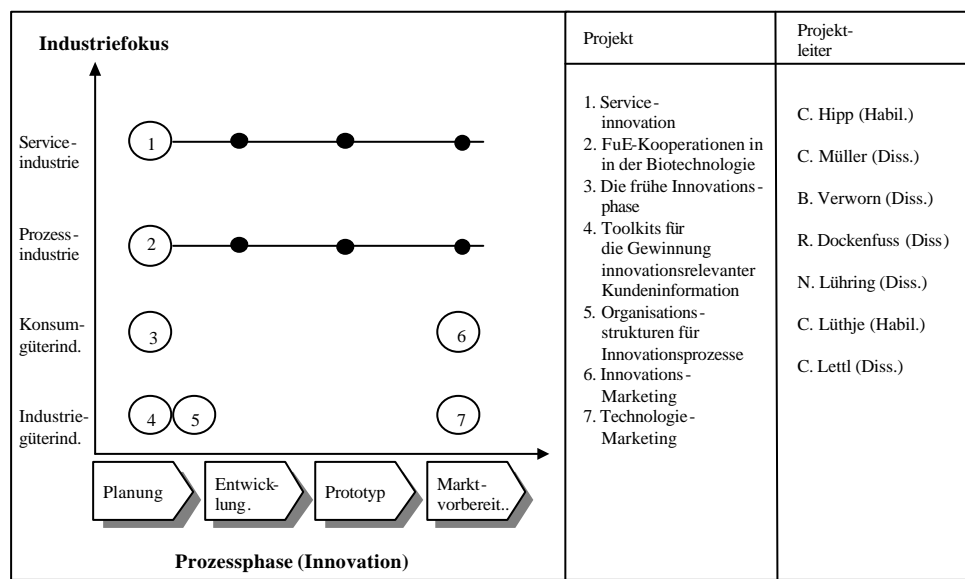 Industriefokus
Service-
industrie
1
Prozess-
industrie
2
Konsum-
güterind.
3
6
Industrie-
güterind.
4
5
7
Planung
Entwick-
lung.
Prototyp
Markt-
vorbereit..
Prozessphase (Innovation)
Projekt
1. Service-
innovation
2. FuE-Kooperationen in
in der Biotechnologie
3. Die frühe Innovations-
phase
4. Toolkits für
die Gewinnung
innovationsrelevanter
Kundeninformation
5. Organisations-
strukturen für
Innovationsprozesse
6. Innovations-
Marketing
7. Technologie-
Marketing
Projekt-
leiter
C. Hipp (Habil.)
C. Müller (Diss.)
B. Verworn (Diss.)
R. Dockenfuss (Diss)
N. Lühring (Diss.)
C. Lüthje (Habil.)
C. Lettl (Diss.)